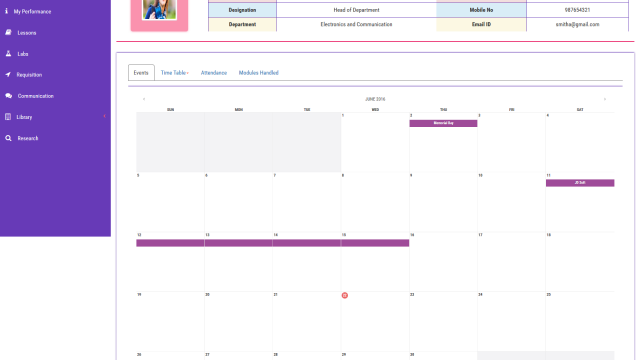 My Performance
Lessons
Labs
Requisition
Communication
Library
Research
Designation Head of Department Mobile No 987654321
Department Electronics and Communication Email ID smitha@gmail.com
Events Time Table Attendance Modules Handled
JUNE 2016
SUN MON TUE WED THU FRI SAT
1 2 3 4
Memorial Day
5 6 7 8 9 10 11
12 13 14 15 16 17 18
19 20 21 23 24 25
26 27 28 29 30